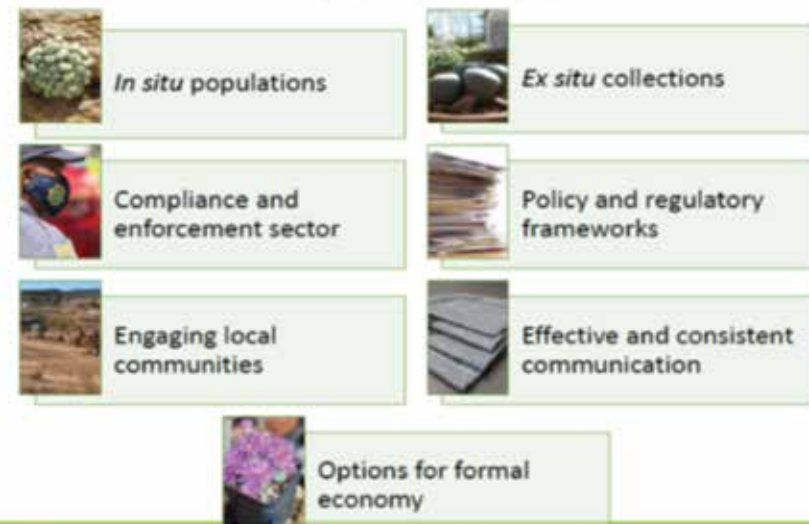 In situ populations
Ex situ collections
Compliance and
enforcement sector
Policy and regulatory
frameworks
Engaging local
communities
Effective and consistent
communication
Options for formal
economy